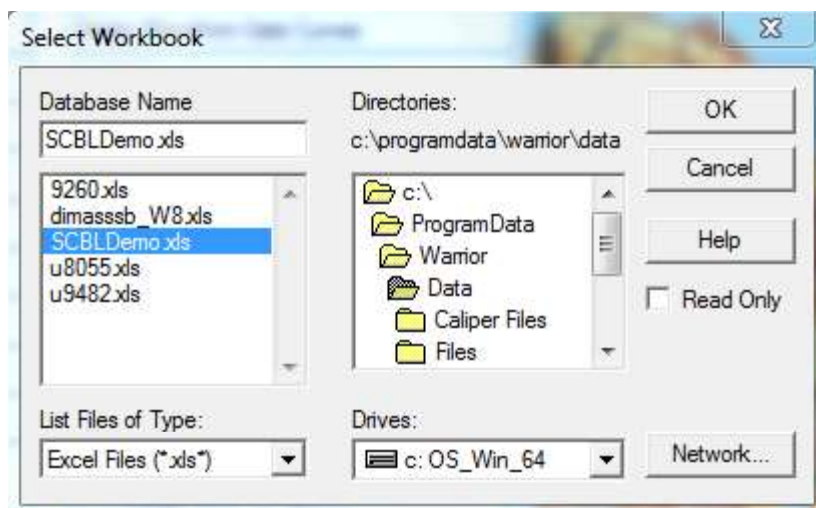 Select Workbook
Database Name
SCBLDemo.xls
9260.xls
dimasssb_W8.xls
SCBLDemo.xls
u8055.xls
u9482.xls
List Files of Type:
Excel Files (*.xls*)
Directories:
c:\programdata\warrior\data
c:\
ProgramData
Warrior
Data
Caliper Files
Files
Drives:
c: OS_Win_64
OK
Cancel
Help
Read Only
Network...